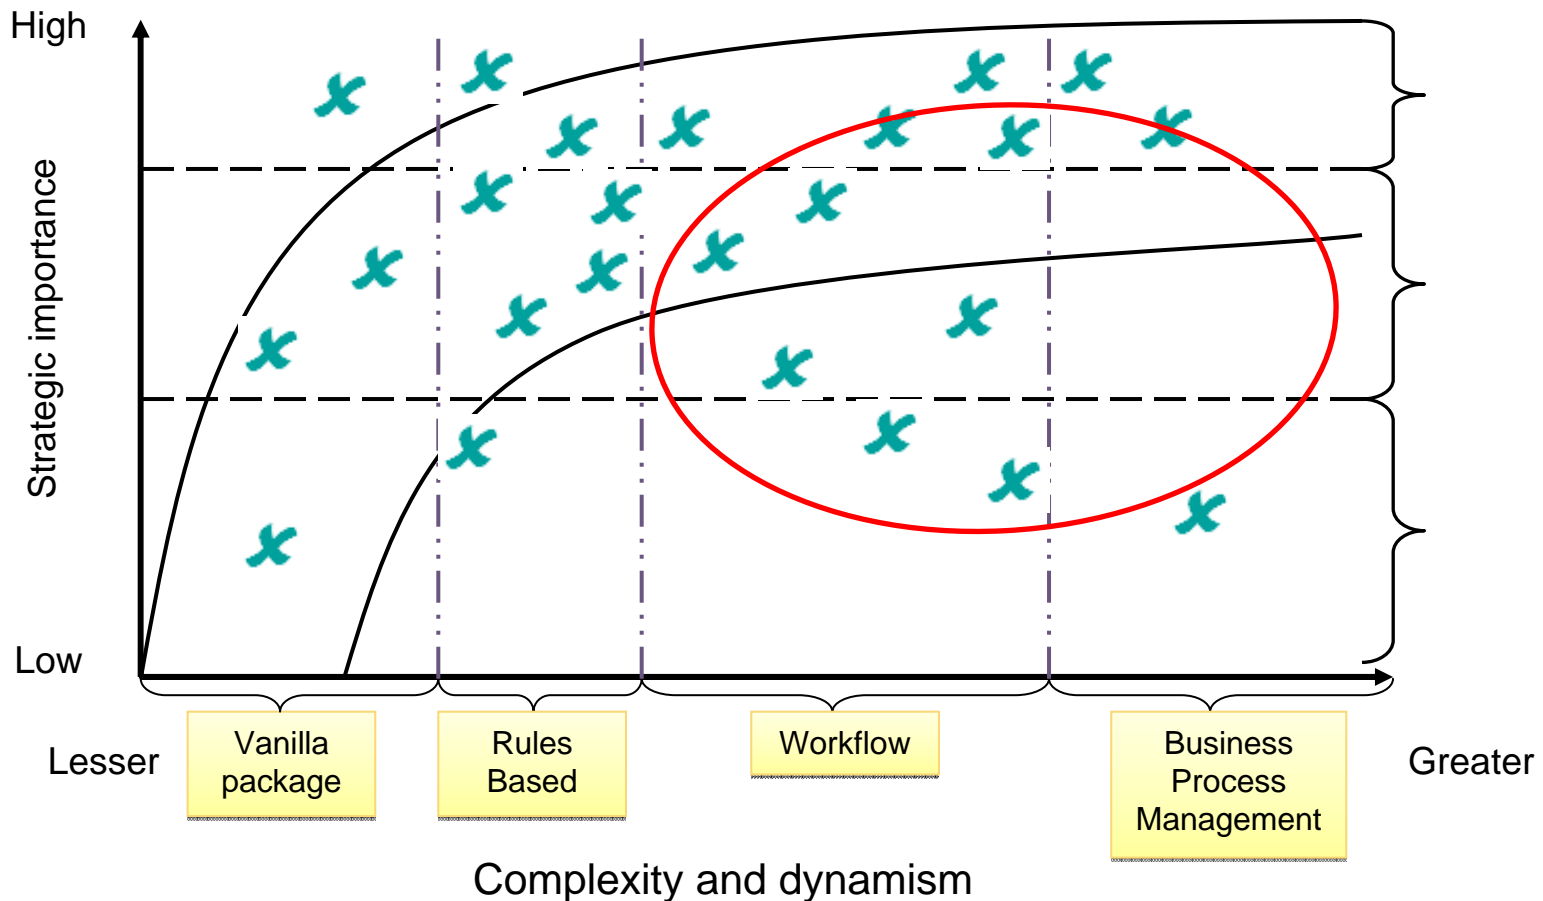 High
Strategic importance
Low
Lesser
Vanilla
package
Rules
Based
Workflow
Business
Process
Management
Greater
Complexity and dynamism